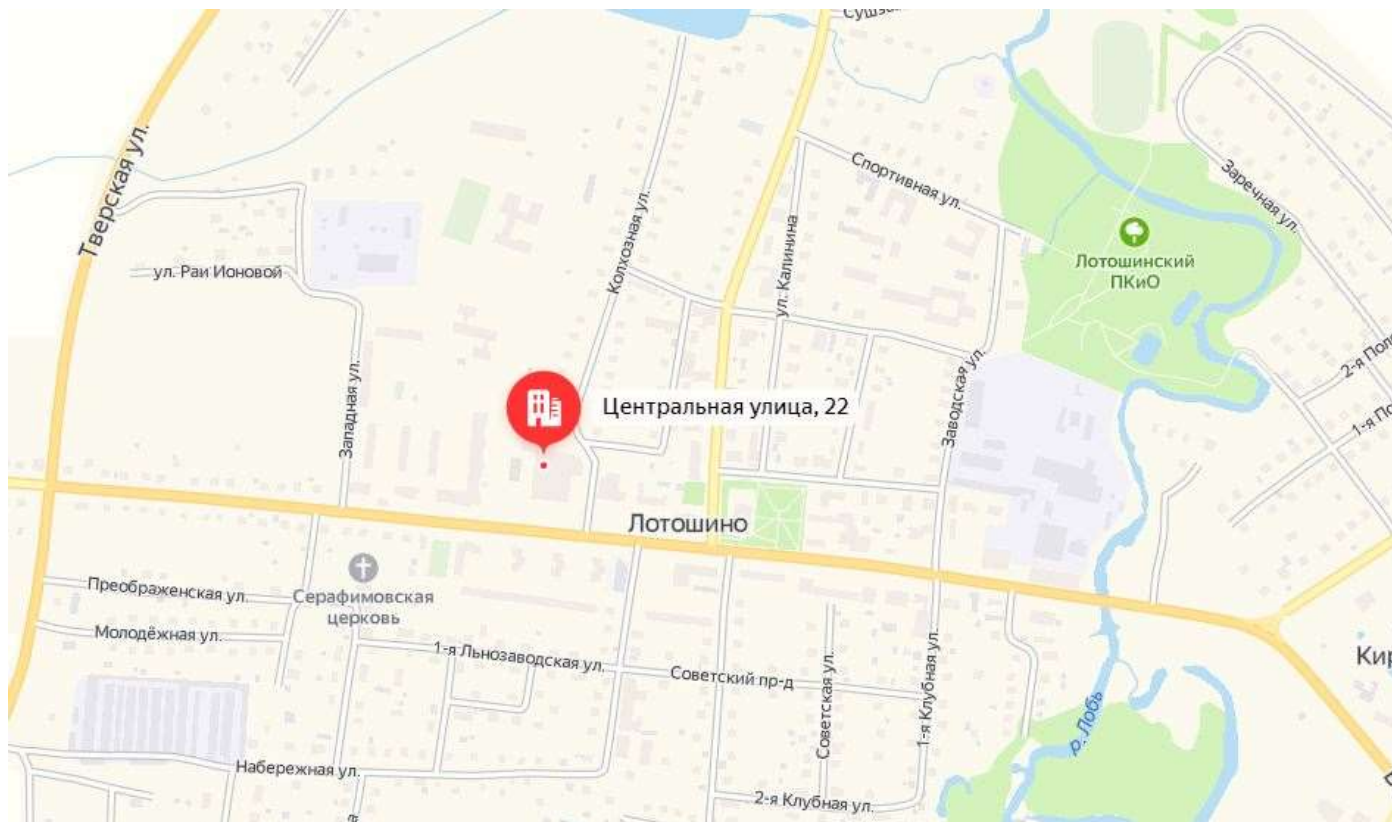 Тверская ул.
Спортивная ул.
Заречная ул.
Колхозная ул.
ул. Калинина
Лотошинский
ПКиО
ул. Раи Ионовой
Западная ул.
Заводская ул.
Центральная улица, 22
Лотошино
Серафимовская
церковь
Преображенская ул.
Молодёжная ул.
1-я Льнозаводская ул.
Советский пр-д
Советская ул.
1-я Клубная ул.
р. Лобь
Набережная ул.
2-я Клубная ул.